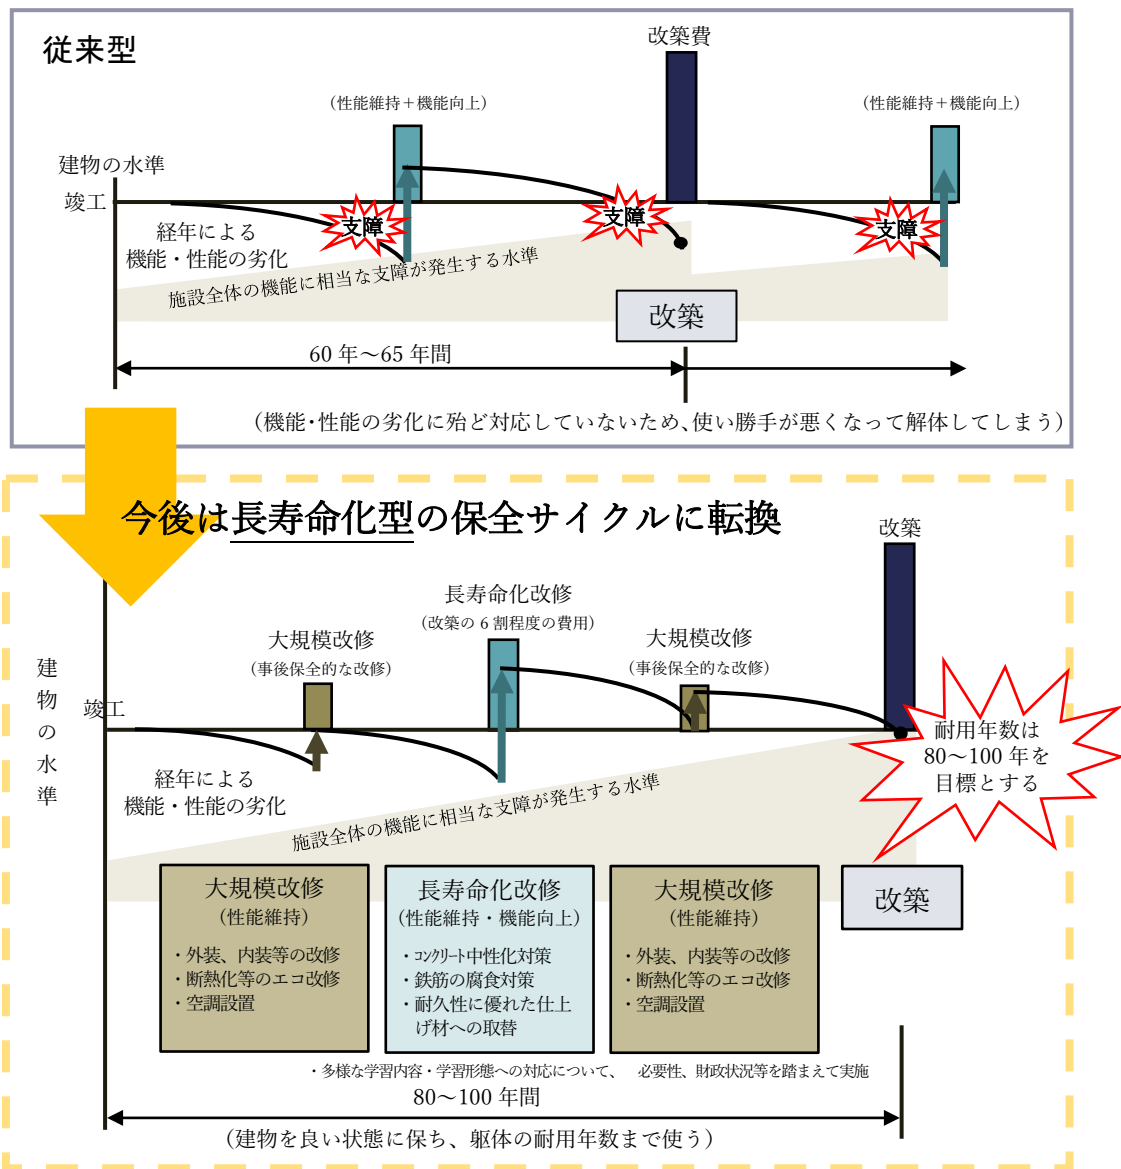 従来型
改築費
（性能維持＋機能向上）
（性能維持＋機能向上）
建物の水準
竣工
支障
支障
支障
経年による
機能・性能の劣化
施設全体の機能に相当な支障が発生する水準
改築
60 年～65 年間
（機能・性能の劣化に殆ど対応していないため、使い勝手が悪くなって解体してしまう）
今後は長寿命化型の保全サイクルに転換
改築
長寿命化改修
（改築の 6 割程度の費用）
大規模改修
（事後保全的な改修）
大規模改修
（事後保全的な改修）
建物の水準
竣工
耐用年数は
80～100 年を
目標とする
経年による
機能・性能の劣化
施設全体の機能に相当な支障が発生する水準
大規模改修
（性能維持）
・外装、内装等の改修
・断熱化等のエコ改修
・空調設置
長寿命化改修
（性能維持・機能向上）
・コンクリート中性化対策
・鉄筋の腐食対策
・耐久性に優れた仕上
げ材への取替
大規模改修
（性能維持）
・外装、内装等の改修
・断熱化等のエコ改修
・空調設置
改築
・多様な学習内容・学習形態への対応について、 必要性、財政状況等を踏まえて実施
80～100 年間
（建物を良い状態に保ち、躯体の耐用年数まで使う）